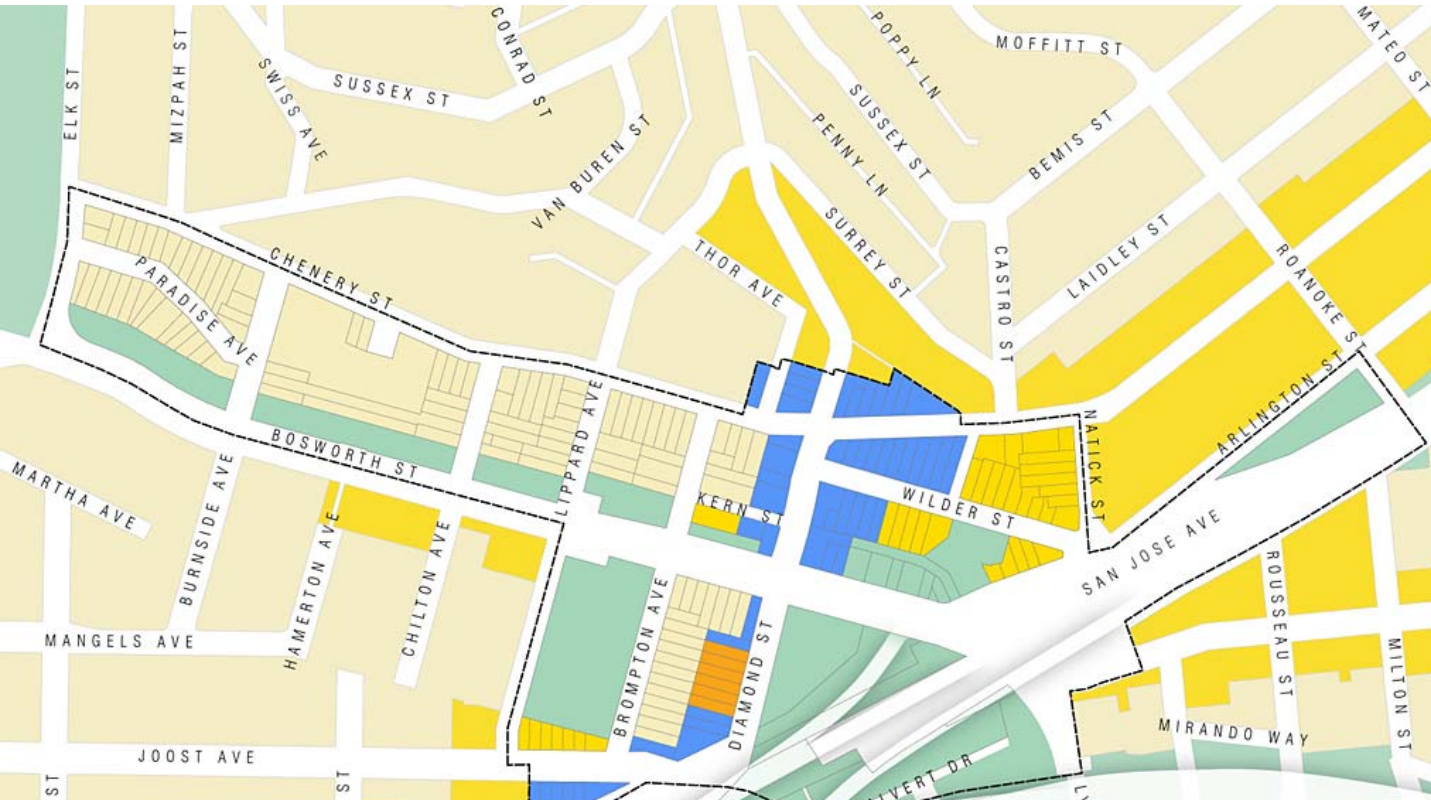 ELK ST
MIZPAH ST
SWISS AVE
SUSSEX ST
CONRAD ST
VAN BUREN ST
POPPY LN
SUSSEX ST
PENNY LN
MOFFITT ST
BEMIS ST
MATEO ST
SURREY ST
THOR AVE
CASTRO ST
LAIDLEY ST
ROANOKE ST
ARLINGTON ST
CHENERY ST
PARADISE AVE
BOSWORTH ST
LIPPARD AVE
KERN ST
WILDER ST
NATICK ST
SAN JOSE AVE
MARTHA AVE
BURNSIDE AVE
HAMERTON AVE
CHILTON AVE
MANGELS AVE
BROMPTON AVE
DIAMOND ST
ROUSSEAU ST
MILTON ST
MIRANDO WAY
JOOST AVE
ST
ST
LVERT DR